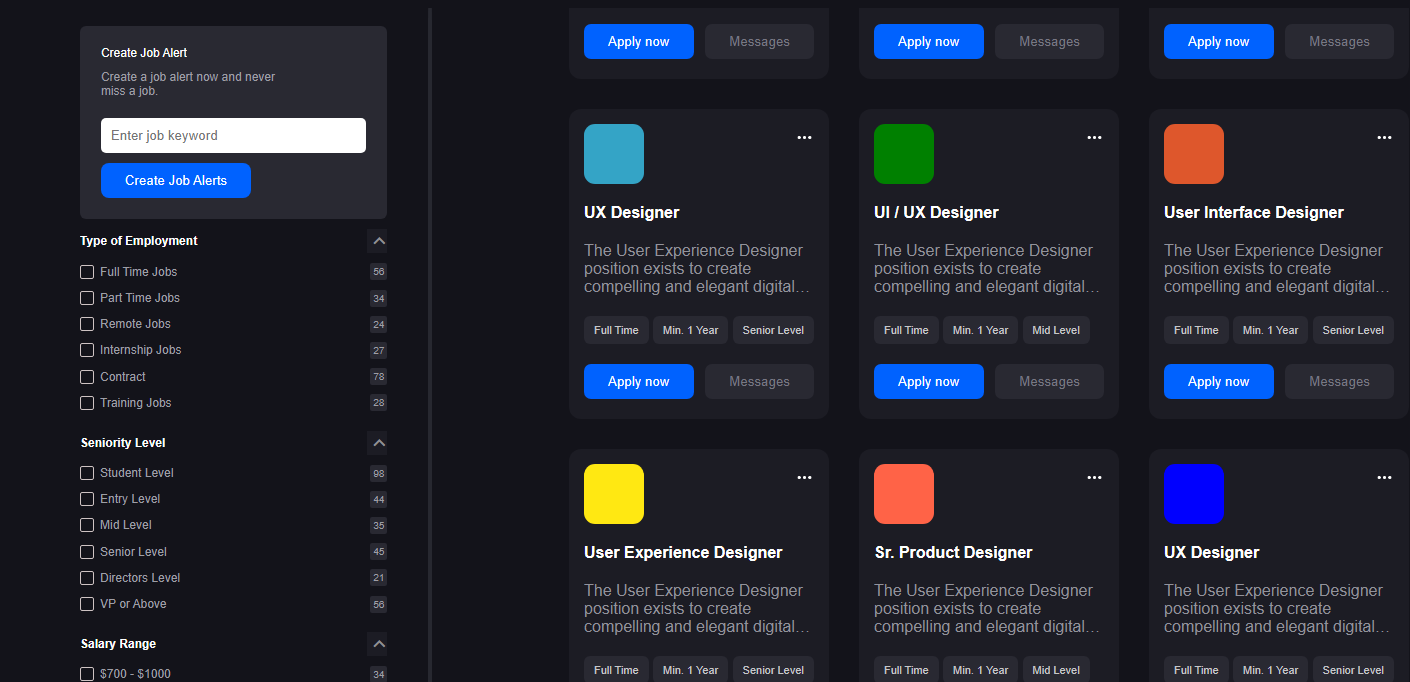 Create Job Alert
Create a job alert now and never
miss a job.
Enter job keyword
Create Job Alerts
Type of Employment
Full Time Jobs 56
Part Time Jobs 34
Remote Jobs 24
Internship Jobs 27
Contract 78
Training Jobs 28
Seniority Level
Student Level 98
Entry Level 44
Mid Level 35
Senior Level 45
Directors Level 21
VP or Above 56
Salary Range
$700 - $1000 34
Apply now Messages
Apply now Messages
Apply now Messages
UX Designer
The User Experience Designer
position exists to create
compelling and elegant digital...
Full Time Min. 1 Year Senior Level
Apply now Messages
UI / UX Designer
The User Experience Designer
position exists to create
compelling and elegant digital...
Full Time Min. 1 Year Mid Level
Apply now Messages
User Interface Designer
The User Experience Designer
position exists to create
compelling and elegant digital...
Full Time Min. 1 Year Senior Level
Apply now Messages
User Experience Designer
The User Experience Designer
position exists to create
compelling and elegant digital...
Full Time Min. 1 Year Senior Level
Sr. Product Designer
The User Experience Designer
position exists to create
compelling and elegant digital...
Full Time Min. 1 Year Mid Level
UX Designer
The User Experience Designer
position exists to create
compelling and elegant digital...
Full Time Min. 1 Year Senior Level